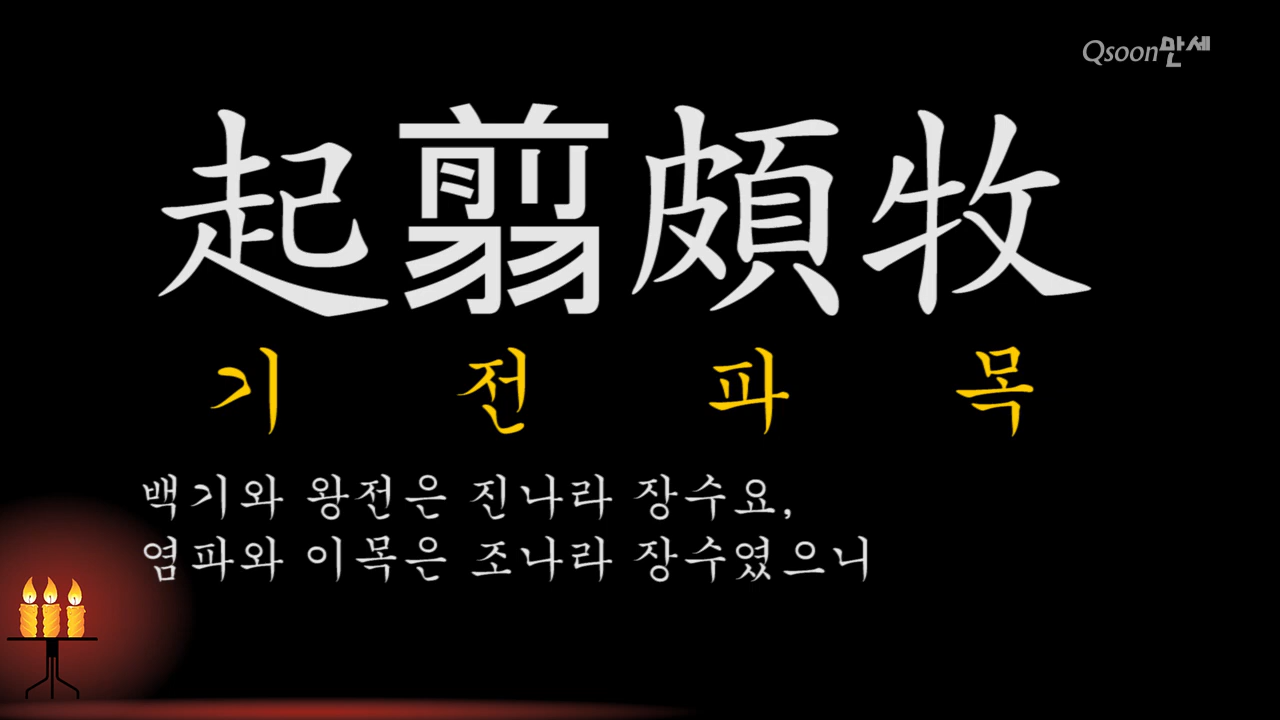 Qsoon만세
起翦頗牧
기 전 파 목
백기와 왕전은 진나라 장수요,
염파와 이목은 조나라 장수였으니